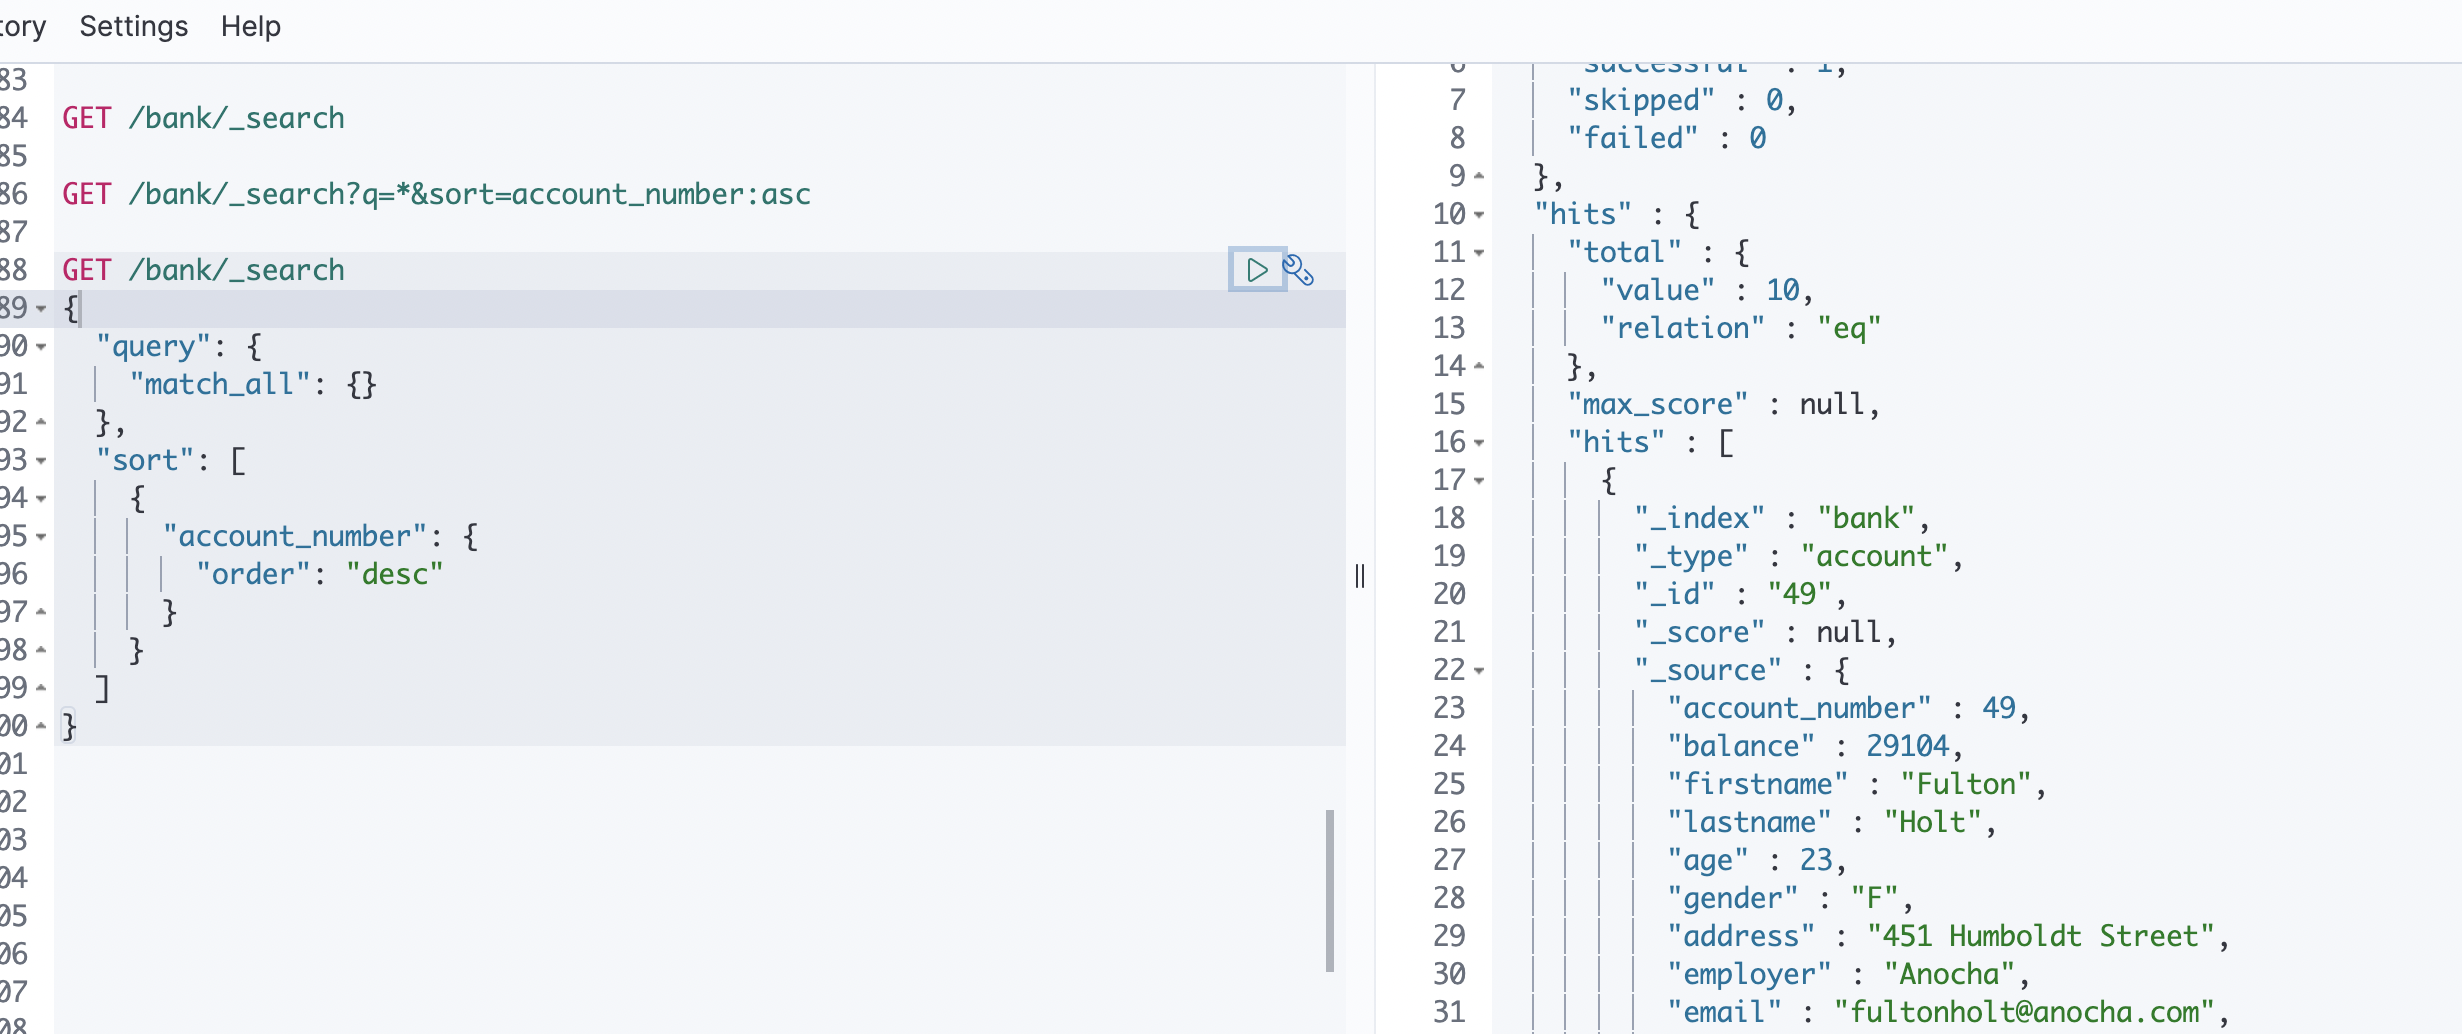 tory Settings Help
83
84 GET /bank/_search
85
86 GET /bank/_search?q=*&sort=account_number:asc
87
88 GET /bank/_search
89 {
90 "query": {
91 "match_all": {}
92 },
93 "sort": [
94 {
95 "account_number": {
96 "order": "desc"
97 }
98 }
99 ]
00 }
01
02
03
04
05
06
07
08
6 "successful" : 1,
7 "skipped" : 0,
8 "failed" : 0
9 },
10 "hits" : {
11 "total" : {
12 "value" : 10,
13 "relation" : "eq"
14 },
15 "max_score" : null,
16 "hits" : [
17 {
18 "_index" : "bank",
19 "_type" : "account",
20 "_id" : "49",
21 "_score" : null,
22 "_source" : {
23 "account_number" : 49,
24 "balance" : 29104,
25 "firstname" : "Fulton",
26 "lastname" : "Holt",
27 "age" : 23,
28 "gender" : "F",
29 "address" : "451 Humboldt Street",
30 "employer" : "Anocha",
31 "email" : "fultonholt@anocha.com",